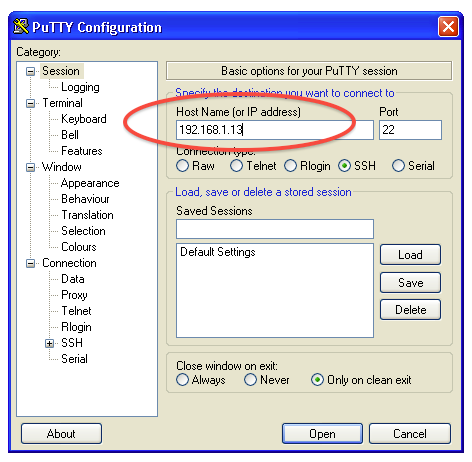 PuTTY Configuration
Category:
Session
Logging
Terminal
Keyboard
Bell
Features
Window
Appearance
Behaviour
Translation
Selection
Colours
Connection
Data
Proxy
Telnet
Rlogin
SSH
Serial
Basic options for your PuTTY session
Specify the destination you want to connect to
Host Name (or IP address) Port
192.168.1.13 22
Connection type:
Raw Telnet Rlogin SSH Serial
Load, save or delete a stored session
Saved Sessions
Default Settings
Load
Save
Delete
Close window on exit:
Always Never Only on clean exit
About Open Cancel